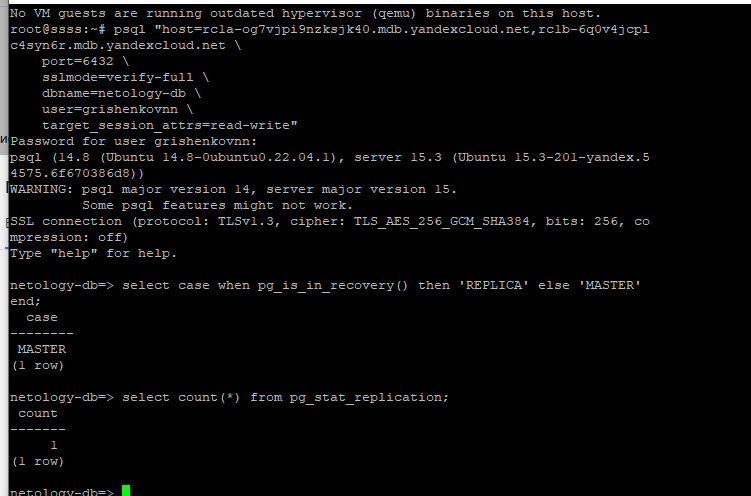 No VM guests are running outdated hypervisor (qemu) binaries on this host.
root@ssss:~# psql "host=rc1a-og7vjpi9nzksjk40.mdb.yandexcloud.net,rc1b-6q0v4jcpl
c4syn6r.mdb.yandexcloud.net \
    port=6432 \
    sslmode=verify-full \
    dbname=netology-db \
    user=grishenkovnn \
    target_session_attrs=read-write"
Password for user grishenkovnn:
psql (14.8 (Ubuntu 14.8-0ubuntu0.22.04.1), server 15.3 (Ubuntu 15.3-201-yandex.5
4575.6f670386d8))
WARNING: psql major version 14, server major version 15.
         Some psql features might not work.
SSL connection (protocol: TLSv1.3, cipher: TLS_AES_256_GCM_SHA384, bits: 256, co
mpression: off)
Type "help" for help.
netology-db=> select case when pg_is_in_recovery() then 'REPLICA' else 'MASTER'
end;
  case
--------
 MASTER
(1 row)
netology-db=> select count(*) from pg_stat_replication;
 count
-------
     1
(1 row)
netology-db=>